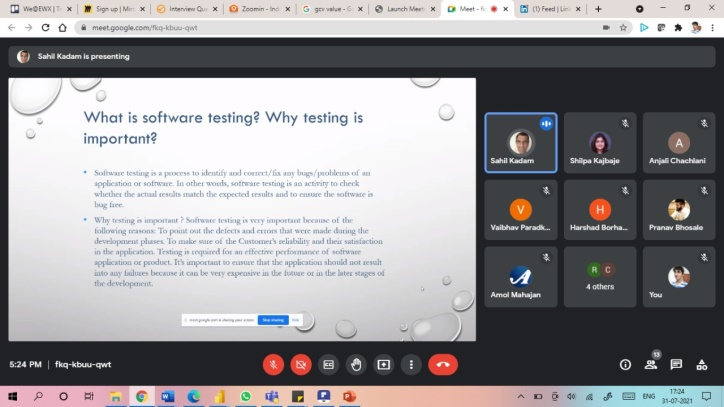 We@EWX | T
Sign up | Min
Interview Qu
Zoomin - Ind
gcv value - G
Launch Meeti
Meet - f
(1) Feed | Lin
meet.google.com/fkq-kbuu-qwt
Sahil Kadam is presenting
What is software testing? Why testing is
important?
Software testing is a process to identify and correct/fix any bugs/problems of an
application or software. In other words, software testing is an activity to check
whether the actual results match the expected results and to ensure the software is
bug free.
Why testing is important ? Software testing is very important because of the
following reasons: To point out the defects and errors that were made during the
development phases. To make sure of the Customer's reliability and their satisfaction
in the application. Testing is required for an effective performance of software
application or product. It's important to ensure that the application should not result
into any failures because it can be very expensive in the future or in the later stages of
the development.
meet.google.com is sharing your screen
Stop sharing
Hide
Sahil Kadam
Shilpa Kajbaje
A
Anjali Chachlani
V
Vaibhav Paradk...
H
Harshad Borha...
Pranav Bhosale
Amol Mahajan
R C
4 others
You
5:24 PM | fkq-kbuu-qwt
13
ENG
17:24
31-07-2021